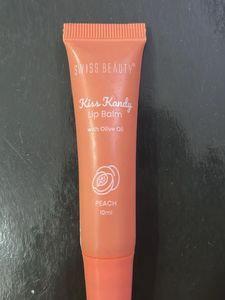 SWISS BEAUTY®
Kiss Kandy
Lip Balm
with Olive Oil
PEACH
10ml